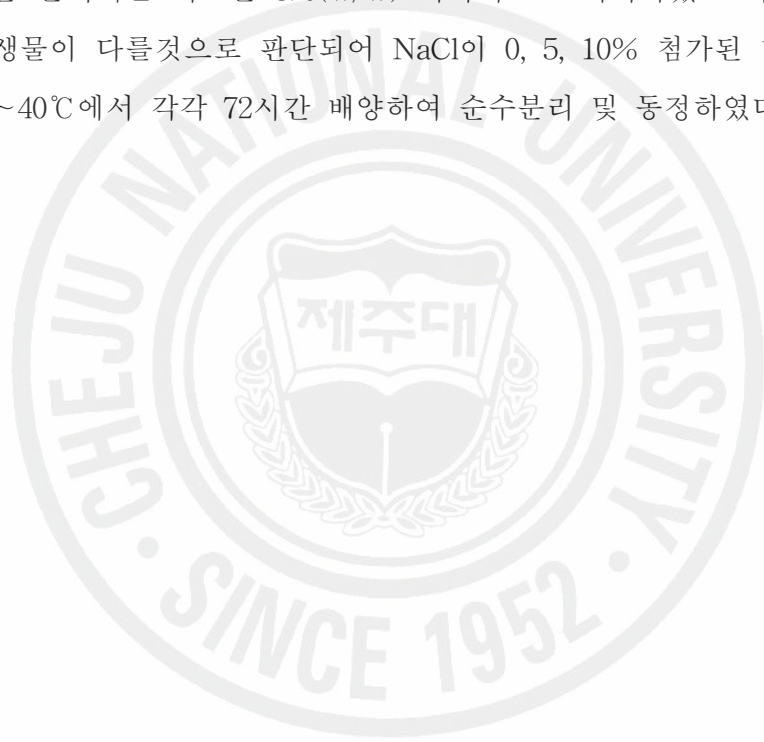 생물이 다를것으로 판단되어 NaCl이 0, 5, 10% 첨가된
~40℃에서 각각 72시간 배양하여 순수분리 및 동정하였다
CHEJU NATIONAL UNIVERSITY
제주대
· SINCE 1952 ·